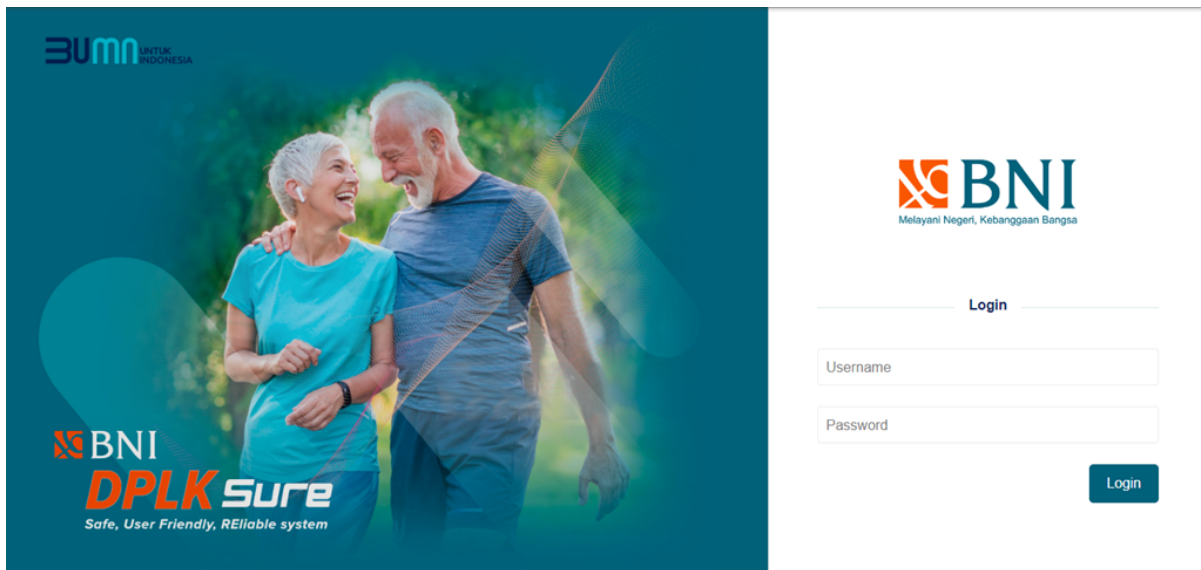 BUMN UNTUK
INDONESIA
BNI
DPLK Sure
Safe, User Friendly, REliable system
BNI
Melayani Negeri, Kebanggaan Bangsa
Login
Username
Password
Login